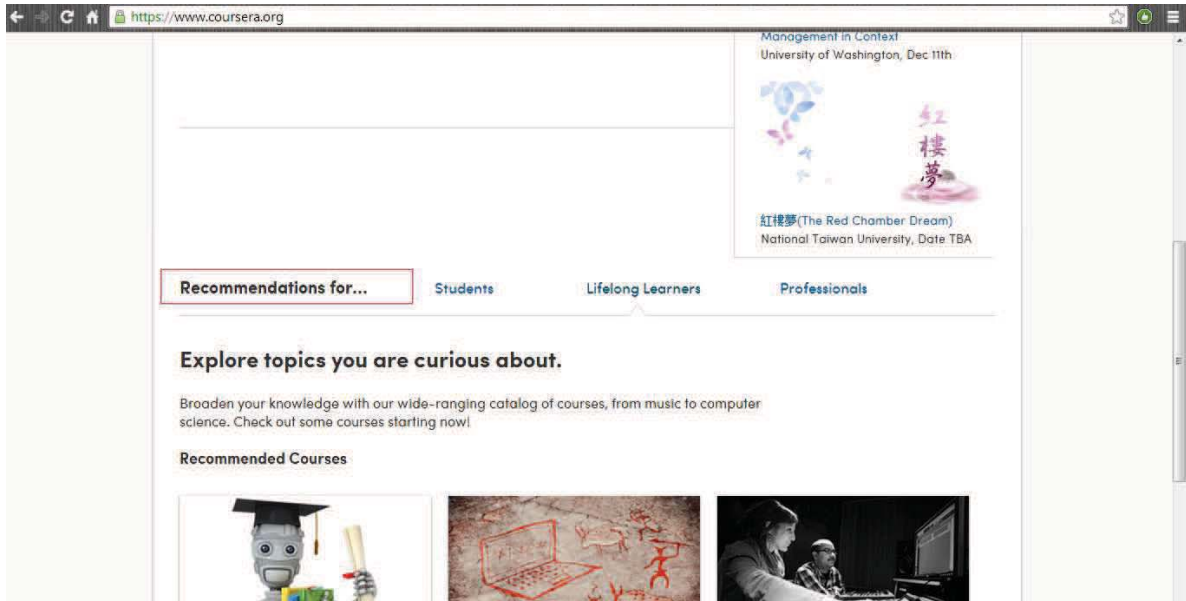 https://www.coursera.org
Management in Context
University of Washington, Dec 11th
紅
樓
夢
紅樓夢(The Red Chamber Dream)
National Taiwan University, Date TBA
Recommendations for...
Students
Lifelong Learners
Professionals
Explore topics you are curious about.
Broaden your knowledge with our wide-ranging catalog of courses, from music to computer
science. Check out some courses starting now!
Recommended Courses